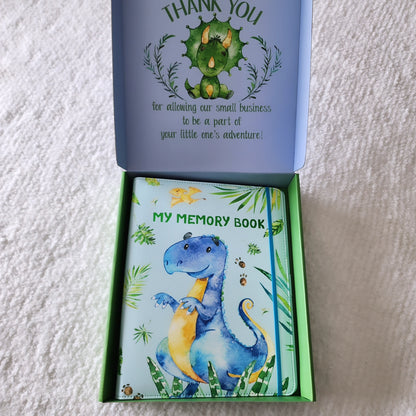 THANK YOU
for allowing our small business
to be a part of
your little one's adventure!
MY MEMORY BOOK